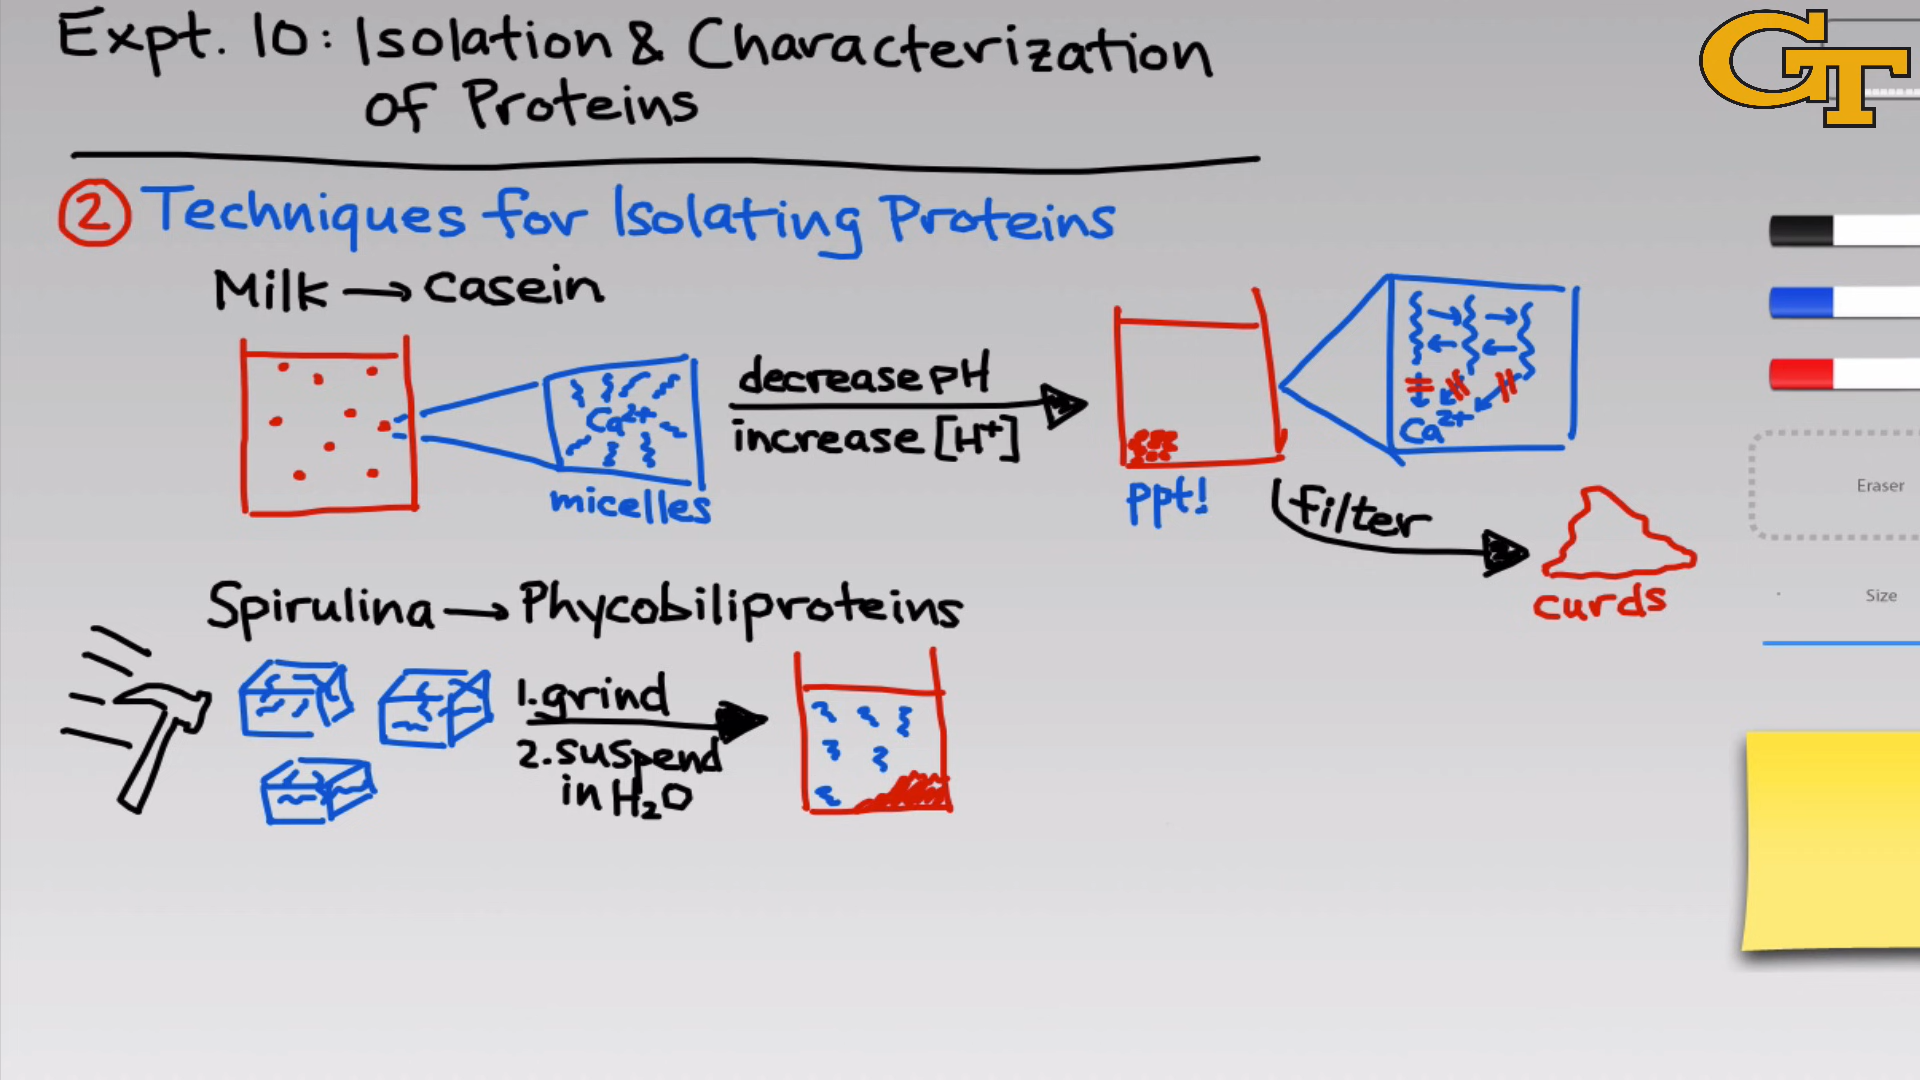 Expt. 10: Isolation & Characterization
of Proteins
GT
② Techniques for Isolating Proteins
Milk → Casein
Ca²⁺
micelles
decrease pH
increase [H⁺]
ppt!
Ca²⁺
filter
curds
Eraser
Size
Spirulina → Phycobiliproteins
1. grind
2. suspend
in H₂O